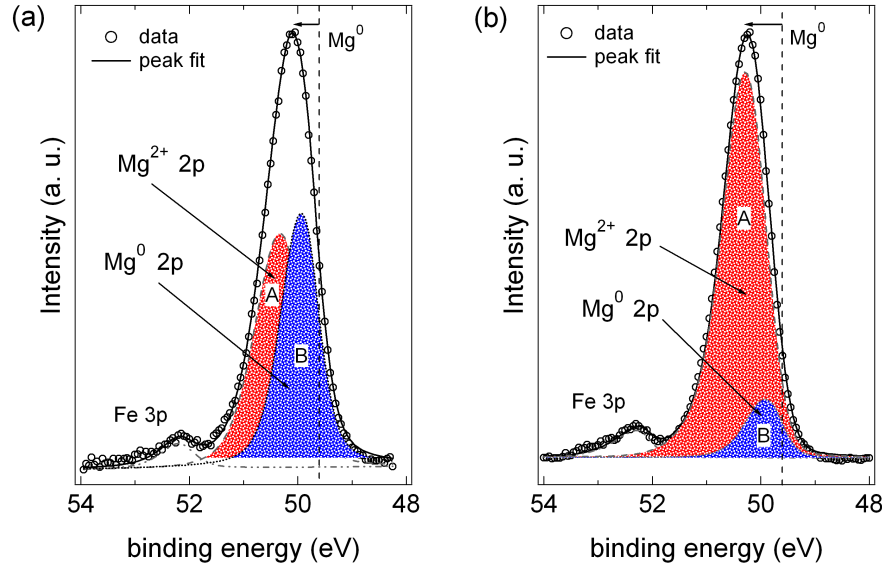 (a)
data
peak fit
Mg⁰
Mg²⁺ 2p
Mg⁰ 2p
A
B
Fe 3p
Intensity (a. u.)
54 52 50 48
binding energy (eV)
(b)
data
peak fit
Mg⁰
A
Mg²⁺ 2p
Mg⁰ 2p
Fe 3p
B
Intensity (a. u.)
54 52 50 48
binding energy (eV)